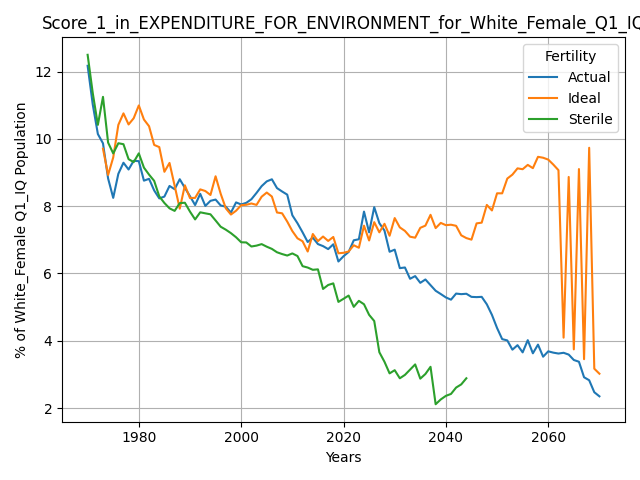 Score_1_in_EXPENDITURE_FOR_ENVIRONMENT_for_White_Female_Q1_IQ
Fertility
Actual
Ideal
Sterile
% of White_Female Q1_IQ Population
12
10
8
6
4
2
1980 2000 2020 2040 2060
Years